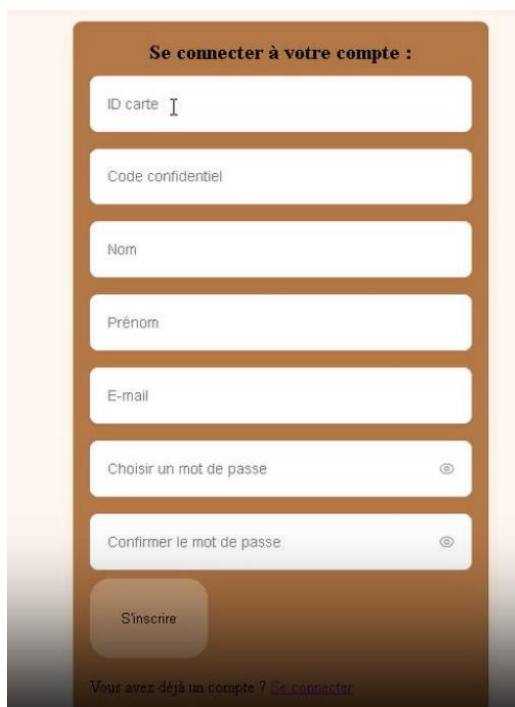 Se connecter à votre compte :
ID carte
Code confidentiel
Nom
Prénom
E-mail
Choisir un mot de passe
Confirmer le mot de passe
S'inscrire
Vous avez déjà un compte ? Se connecter